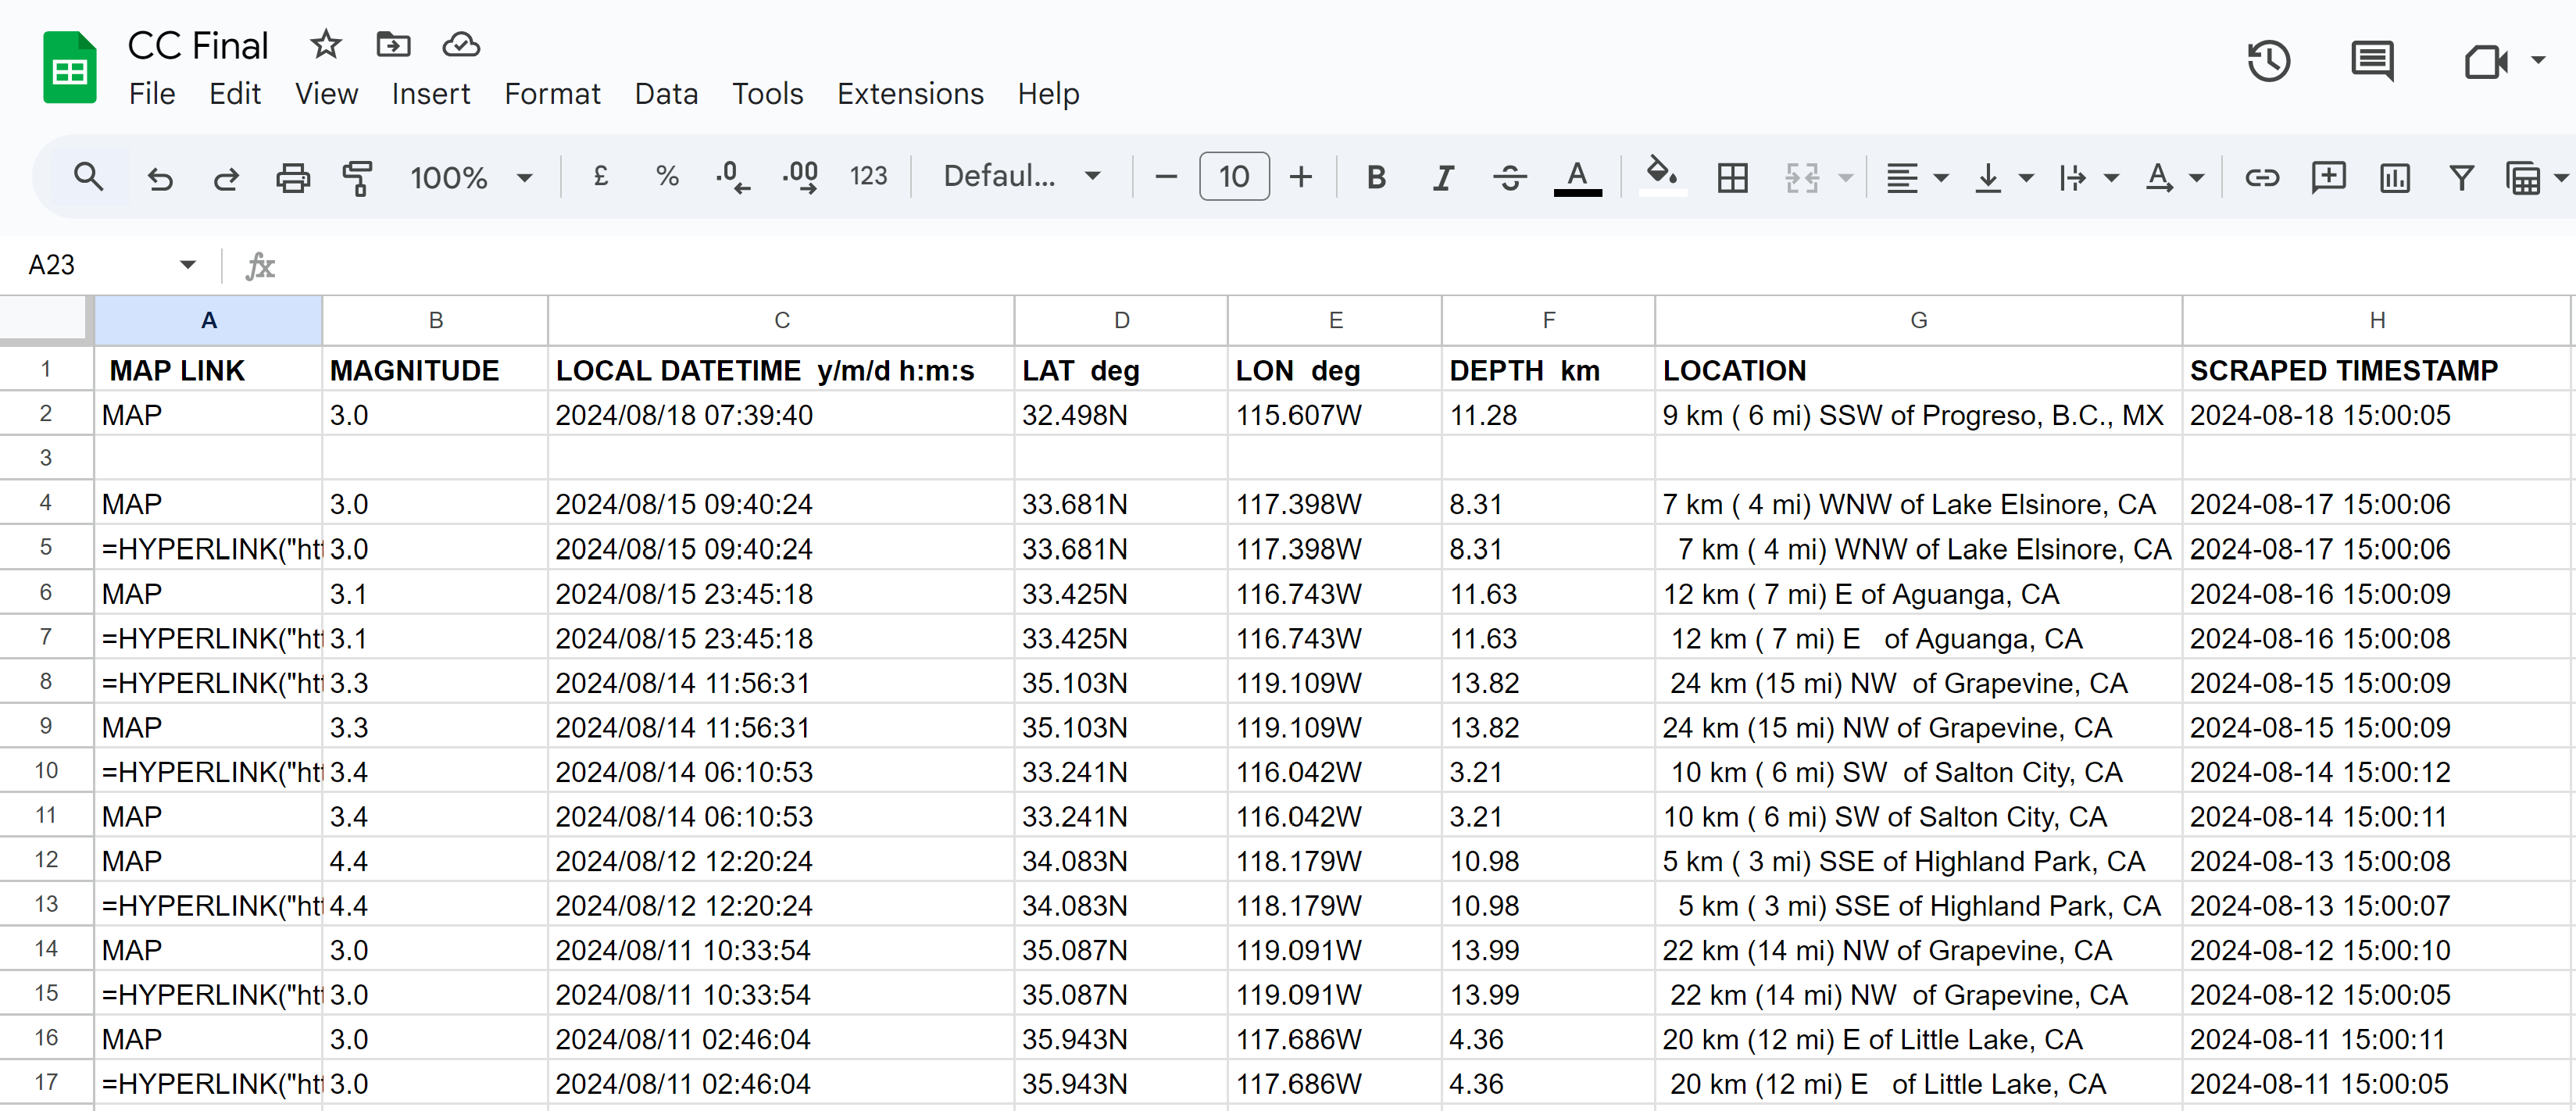 CC Final
File Edit View Insert Format Data Tools Extensions Help
100% £ % .0 .00 123 Defaul... 10 B I S A A
A23 fx
A B C D E F G H
1 MAP LINK MAGNITUDE LOCAL DATETIME y/m/d h:m:s LAT deg LON deg DEPTH km LOCATION SCRAPED TIMESTAMP
2 MAP 3.0 2024/08/18 07:39:40 32.498N 115.607W 11.28 9 km ( 6 mi) SSW of Progreso, B.C., MX 2024-08-18 15:00:05
3
4 MAP 3.0 2024/08/15 09:40:24 33.681N 117.398W 8.31 7 km ( 4 mi) WNW of Lake Elsinore, CA 2024-08-17 15:00:06
5 =HYPERLINK("htt 3.0 2024/08/15 09:40:24 33.681N 117.398W 8.31 7 km ( 4 mi) WNW of Lake Elsinore, CA 2024-08-17 15:00:06
6 MAP 3.1 2024/08/15 23:45:18 33.425N 116.743W 11.63 12 km ( 7 mi) E of Aguanga, CA 2024-08-16 15:00:09
7 =HYPERLINK("htt 3.1 2024/08/15 23:45:18 33.425N 116.743W 11.63 12 km ( 7 mi) E of Aguanga, CA 2024-08-16 15:00:08
8 =HYPERLINK("htt 3.3 2024/08/14 11:56:31 35.103N 119.109W 13.82 24 km (15 mi) NW of Grapevine, CA 2024-08-15 15:00:09
9 MAP 3.3 2024/08/14 11:56:31 35.103N 119.109W 13.82 24 km (15 mi) NW of Grapevine, CA 2024-08-15 15:00:09
10 =HYPERLINK("htt 3.4 2024/08/14 06:10:53 33.241N 116.042W 3.21 10 km ( 6 mi) SW of Salton City, CA 2024-08-14 15:00:12
11 MAP 3.4 2024/08/14 06:10:53 33.241N 116.042W 3.21 10 km ( 6 mi) SW of Salton City, CA 2024-08-14 15:00:11
12 MAP 4.4 2024/08/12 12:20:24 34.083N 118.179W 10.98 5 km ( 3 mi) SSE of Highland Park, CA 2024-08-13 15:00:08
13 =HYPERLINK("htt 4.4 2024/08/12 12:20:24 34.083N 118.179W 10.98 5 km ( 3 mi) SSE of Highland Park, CA 2024-08-13 15:00:07
14 MAP 3.0 2024/08/11 10:33:54 35.087N 119.091W 13.99 22 km (14 mi) NW of Grapevine, CA 2024-08-12 15:00:10
15 =HYPERLINK("htt 3.0 2024/08/11 10:33:54 35.087N 119.091W 13.99 22 km (14 mi) NW of Grapevine, CA 2024-08-12 15:00:05
16 MAP 3.0 2024/08/11 02:46:04 35.943N 117.686W 4.36 20 km (12 mi) E of Little Lake, CA 2024-08-11 15:00:11
17 =HYPERLINK("htt 3.0 2024/08/11 02:46:04 35.943N 117.686W 4.36 20 km (12 mi) E of Little Lake, CA 2024-08-11 15:00:05